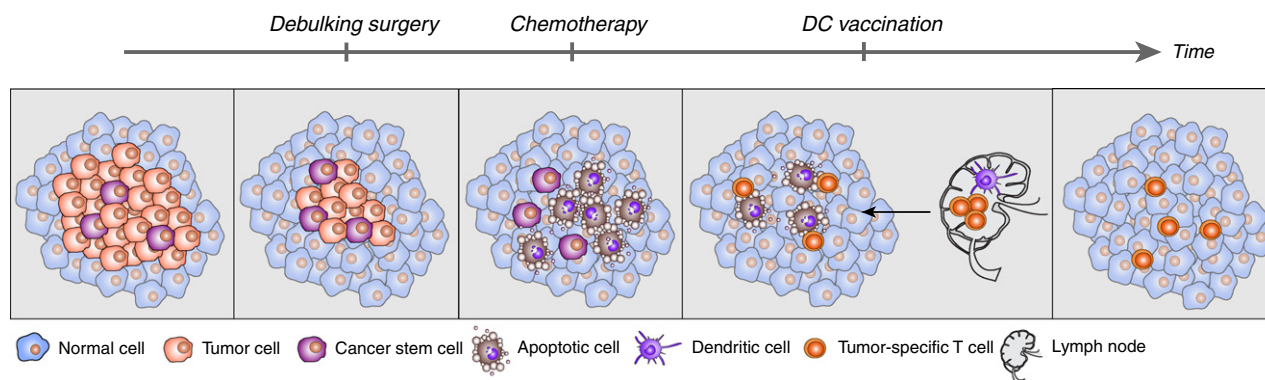 Debulking surgery Chemotherapy DC vaccination
Time
Normal cell Tumor cell Cancer stem cell Apoptotic cell Dendritic cell Tumor-specific T cell Lymph node